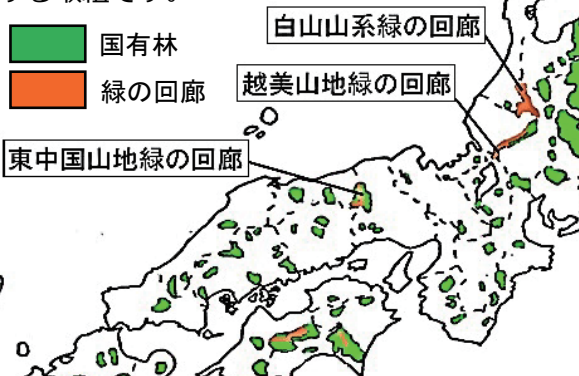 国有林
緑の回廊
白山山系緑の回廊
越美山地緑の回廊
東中国山地緑の回廊